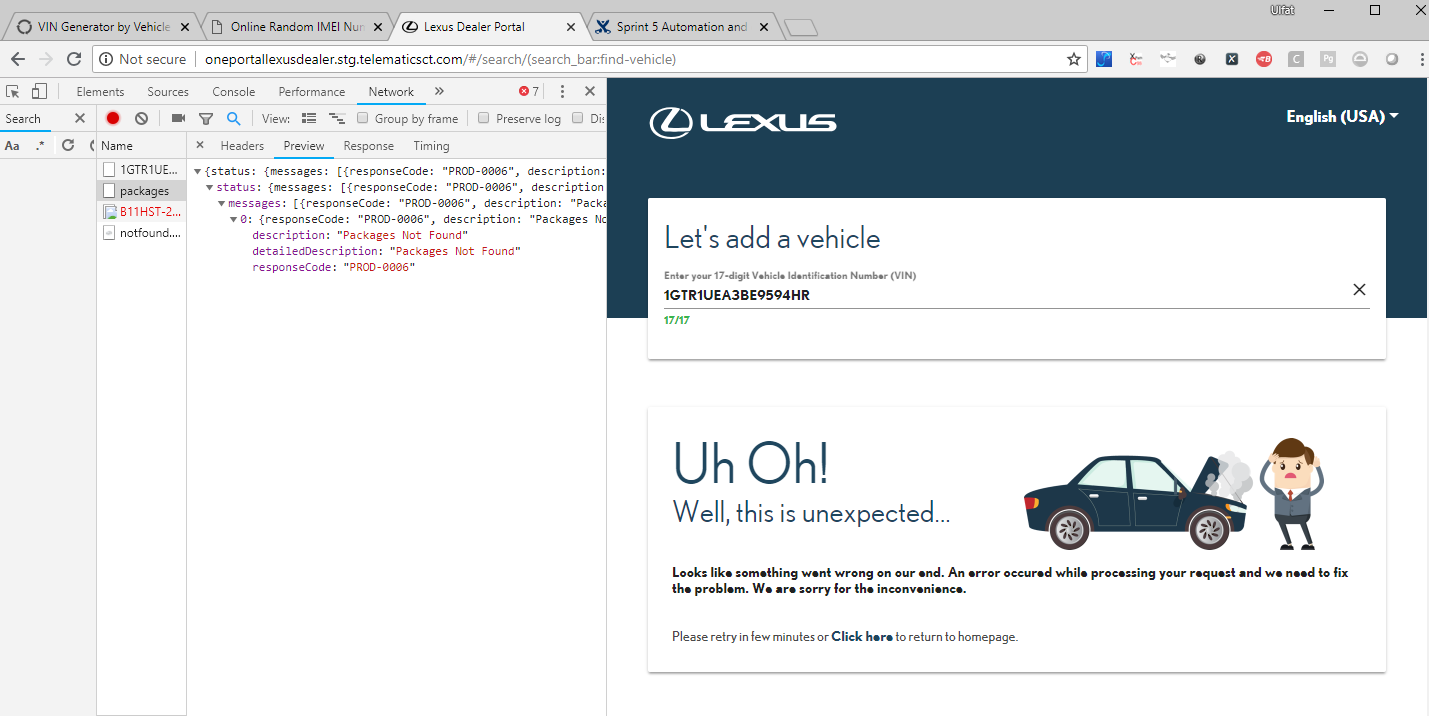 Ulfat
VIN Generator by Vehicle
Online Random IMEI Nun
Lexus Dealer Portal
Sprint 5 Automation and
Not secure
oneportallexusdealer.stg.telematicsct.com/#/search/(search_bar:find-vehicle)
Elements Sources Console Performance Network » 7
Search
View: Group by frame Preserve log Dis
Aa .*
Name
× Headers Preview Response Timing
1GTR1UE...
packages
B11HST-2...
notfound....
{status: {messages: [{responseCode: "PROD-0006", description:
status: {messages: [{responseCode: "PROD-0006", description
messages: [{responseCode: "PROD-0006", description: "Packa
0: {responseCode: "PROD-0006", description: "Packages No
description: "Packages Not Found"
detailedDescription: "Packages Not Found"
responseCode: "PROD-0006"
LEXUS
English (USA)
Let's add a vehicle
Enter your 17-digit Vehicle Identification Number (VIN)
1GTR1UEA3BE9594HR
17/17
Uh Oh!
Well, this is unexpected...
Looks like something went wrong on our end. An error occured while processing your request and we need to fix
the problem. We are sorry for the inconvenience.
Please retry in few minutes or Click here to return to homepage.